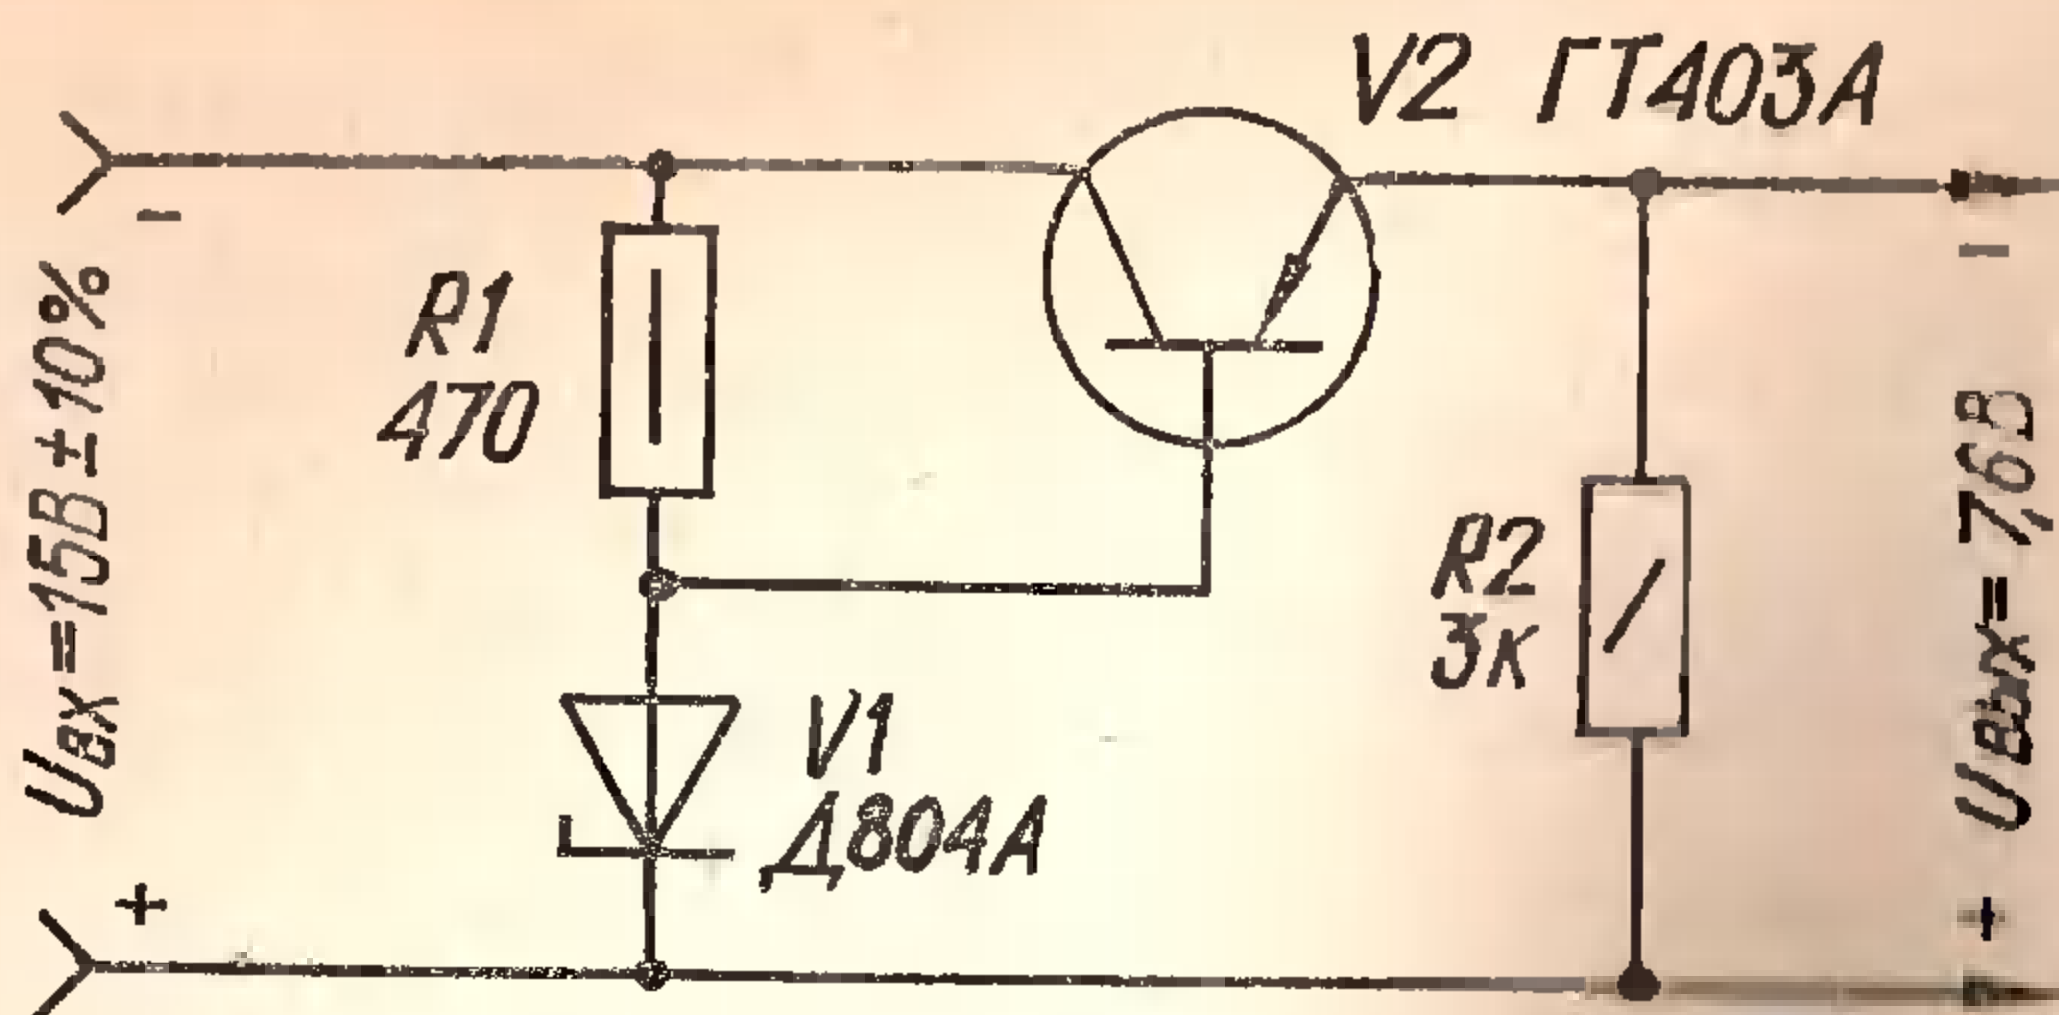 V2 ГТ403А
−
R1
470
Uвх=15В±10%
+
V1
Д804А
R2
3к
−
Uвых=7,6В
+